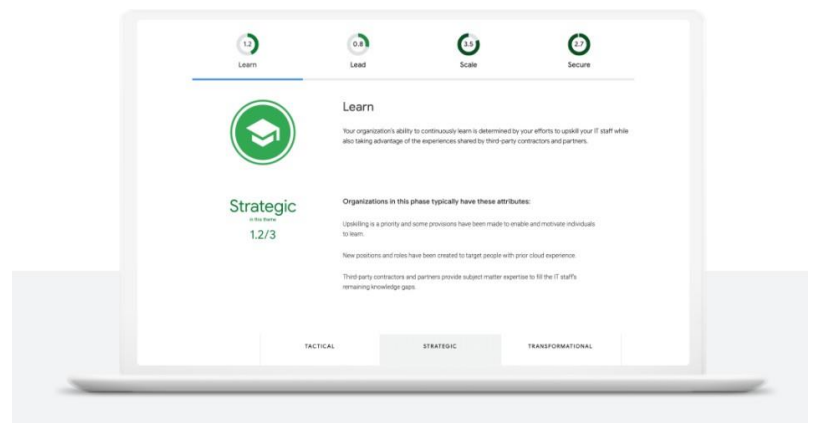 1.2
0.8
3.5
2.7
Learn
Lead
Scale
Secure
Learn
Your organization's ability to continuously learn is determined by your efforts to upskill your IT staff while
also taking advantage of the experiences shared by third-party contractors and partners.
Strategic
in this theme
1.2/3
Organizations in this phase typically have these attributes:
Upskilling is a priority and some provisions have been made to enable and motivate individuals
to learn.
New positions and roles have been created to target people with prior cloud experience.
Third-party contractors and partners provide subject matter expertise to fill the IT staff's
remaining knowledge gaps.
TACTICAL
STRATEGIC
TRANSFORMATIONAL